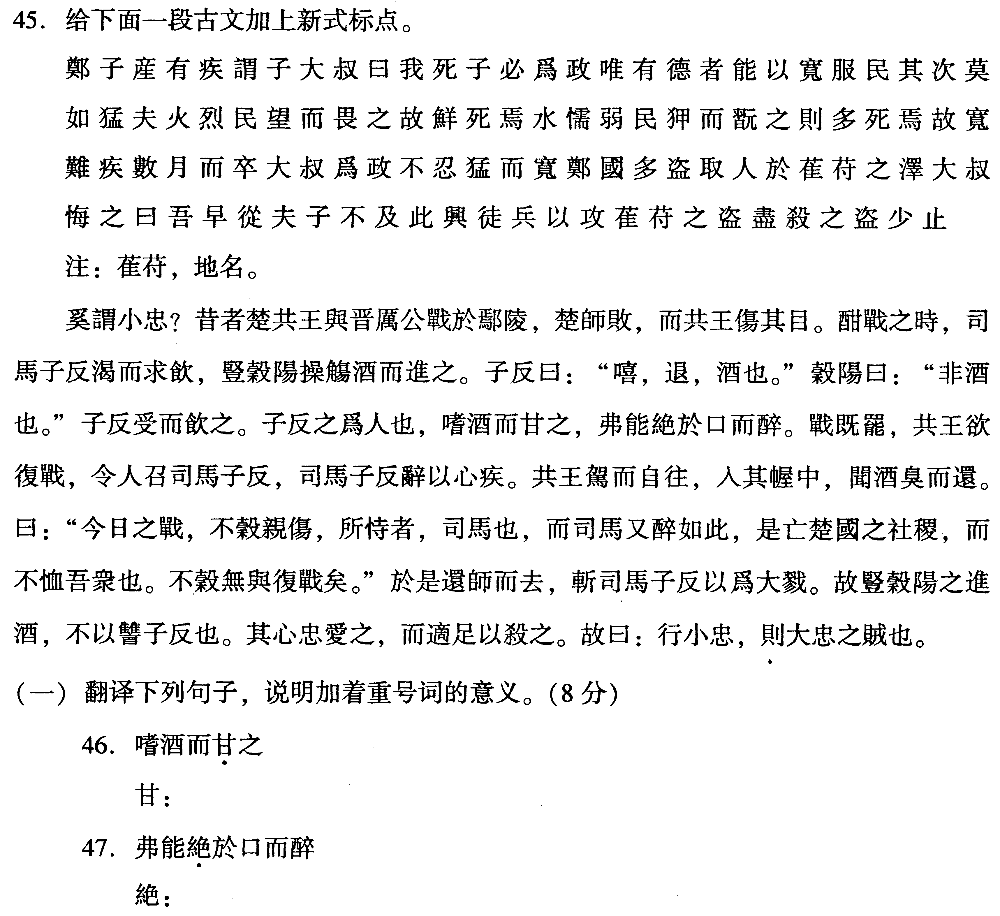 45. 给下面一段古文加上新式标点。
鄭子産有疾謂子大叔曰我死子必爲政唯有德者能以寬服民其次莫
如猛夫火烈民望而畏之故鮮死焉水懦弱民狎而翫之則多死焉故寬
難疾數月而卒大叔爲政不忍猛而寬鄭國多盗取人於萑苻之澤大叔
悔之曰吾早從夫子不及此興徒兵以攻萑苻之盗盡殺之盗少止
注：萑苻，地名。
奚謂小忠？昔者楚共王與晋厲公戰於鄢陵，楚師敗，而共王傷其目。酣戰之時，司
馬子反渴而求飲，豎穀陽操觴酒而進之。子反曰：“嘻，退，酒也。”穀陽曰：“非酒
也。”子反受而飲之。子反之爲人也，嗜酒而甘之，弗能絶於口而醉。戰既罷，共王欲
復戰，令人召司馬子反，司馬子反辭以心疾。共王駕而自往，入其幄中，聞酒臭而還。
曰：“今日之戰，不穀親傷，所恃者，司馬也，而司馬又醉如此，是亡楚國之社稷，而
不恤吾衆也。不穀無與復戰矣。”於是還師而去，斬司馬子反以爲大戮。故豎穀陽之進
酒，不以讐子反也。其心忠愛之，而適足以殺之。故曰：行小忠，則大忠之賊也。
（一）翻译下列句子，说明加着重号词的意义。（8分）
46. 嗜酒而甘之
甘：
47. 弗能絶於口而醉
絶：